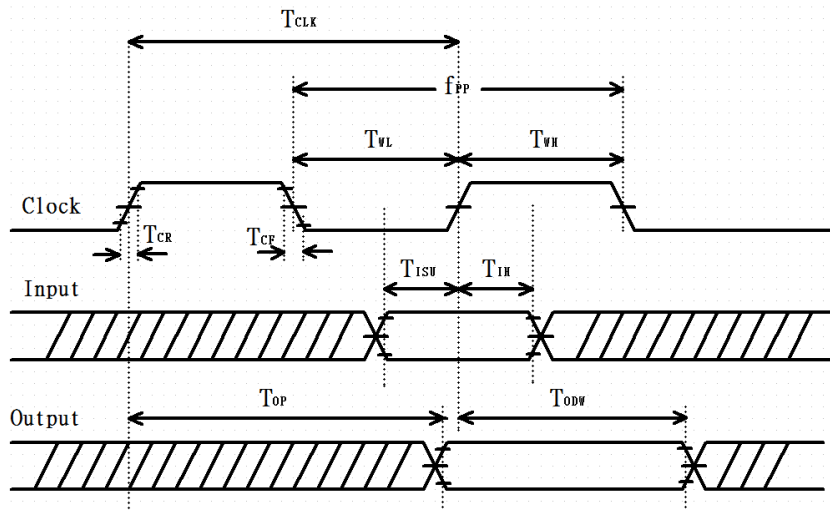 TCLK
fPP
TWL TWH
Clock
TCR TCF
TISU TIH
Input
TOP TODW
Output